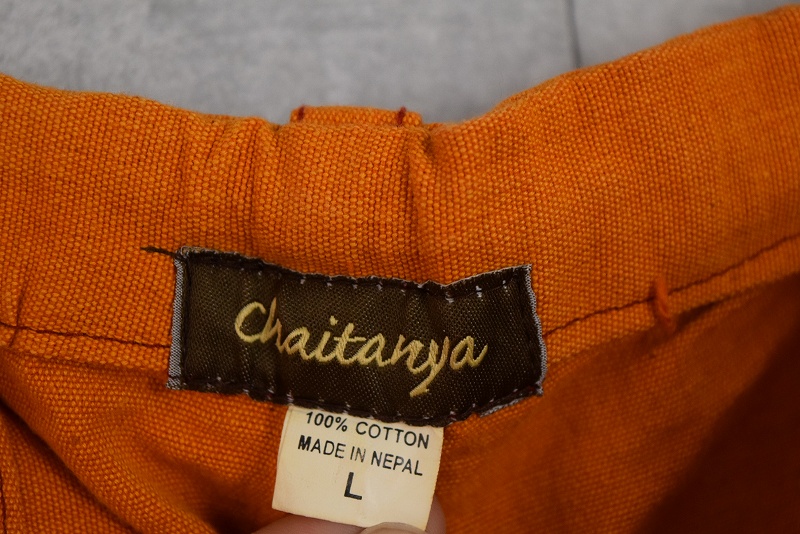 Chaitanya
100% COTTON
MADE IN NEPAL
L